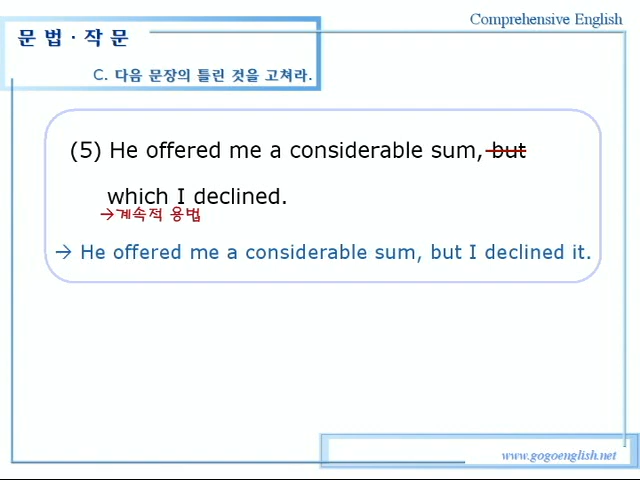 Comprehensive English
문 법 · 작 문
C. 다음 문장의 틀린 것을 고쳐라.
(5) He offered me a considerable sum, but
which I declined.
→계속적 용법
→ He offered me a considerable sum, but I declined it.
www.gogoenglish.net